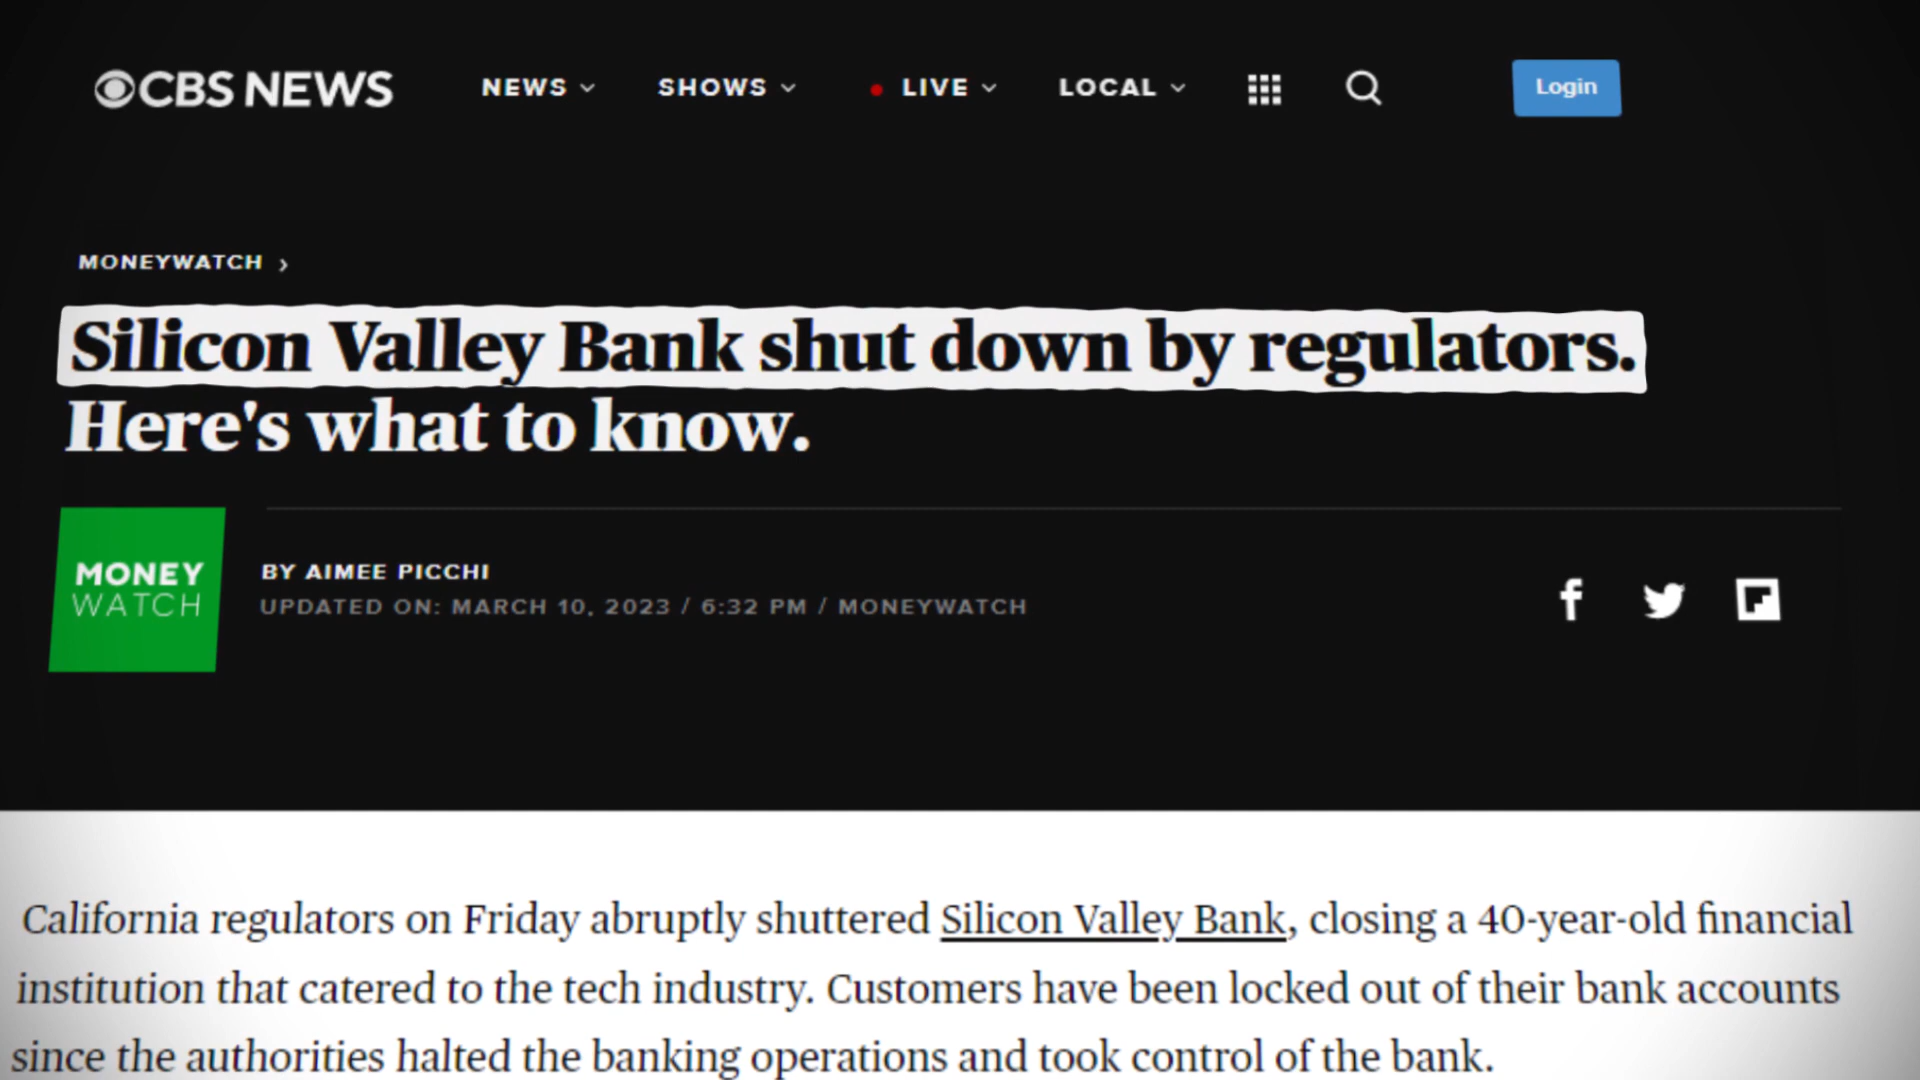 CBS NEWS NEWS SHOWS LIVE LOCAL Login
MONEYWATCH
Silicon Valley Bank shut down by regulators.
Here's what to know.
MONEY
WATCH
BY AIMEE PICCHI
UPDATED ON: MARCH 10, 2023 / 6:32 PM / MONEYWATCH
California regulators on Friday abruptly shuttered Silicon Valley Bank, closing a 40-year-old financial
institution that catered to the tech industry. Customers have been locked out of their bank accounts
since the authorities halted the banking operations and took control of the bank.